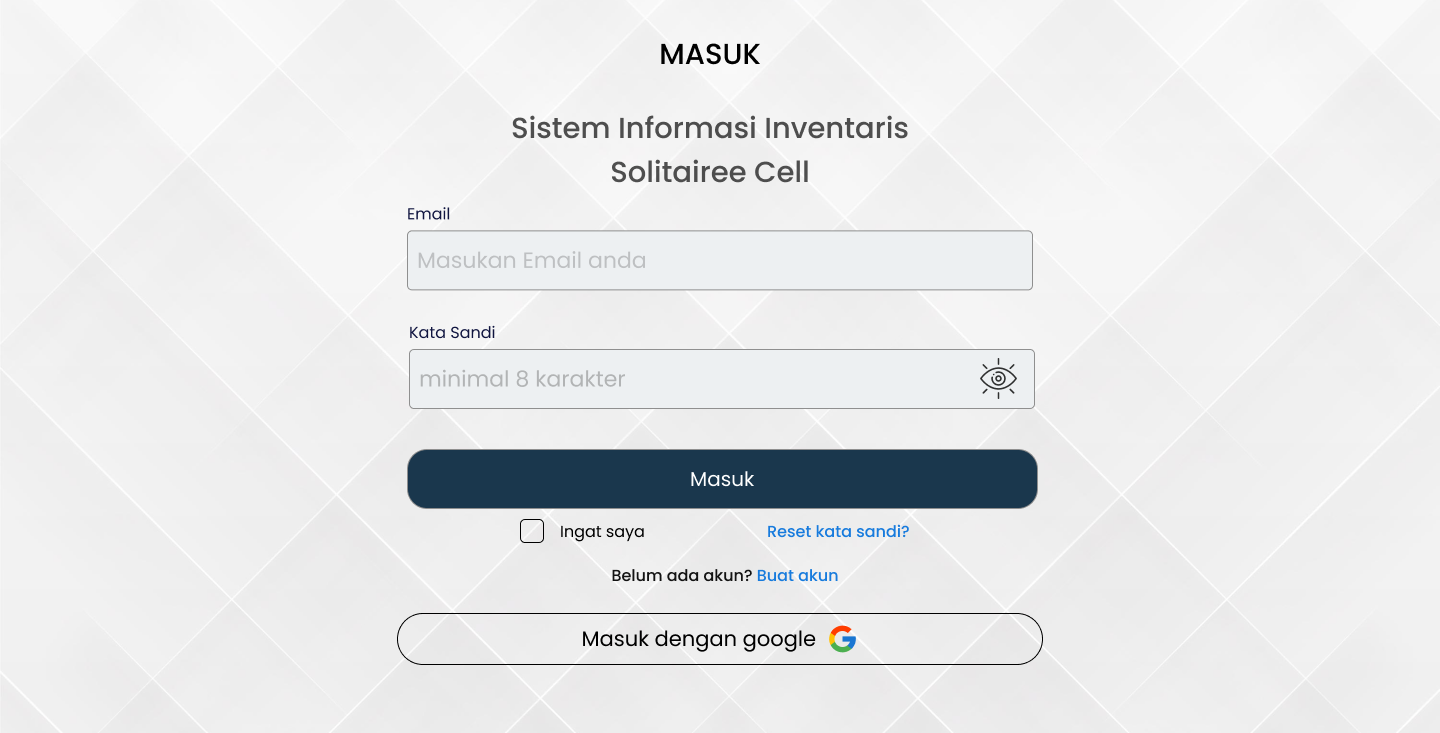 MASUK
Sistem Informasi Inventaris
Solitairee Cell
Email
Masukan Email anda
Kata Sandi
minimal 8 karakter
Masuk
Ingat saya
Reset kata sandi?
Belum ada akun? Buat akun
Masuk dengan google